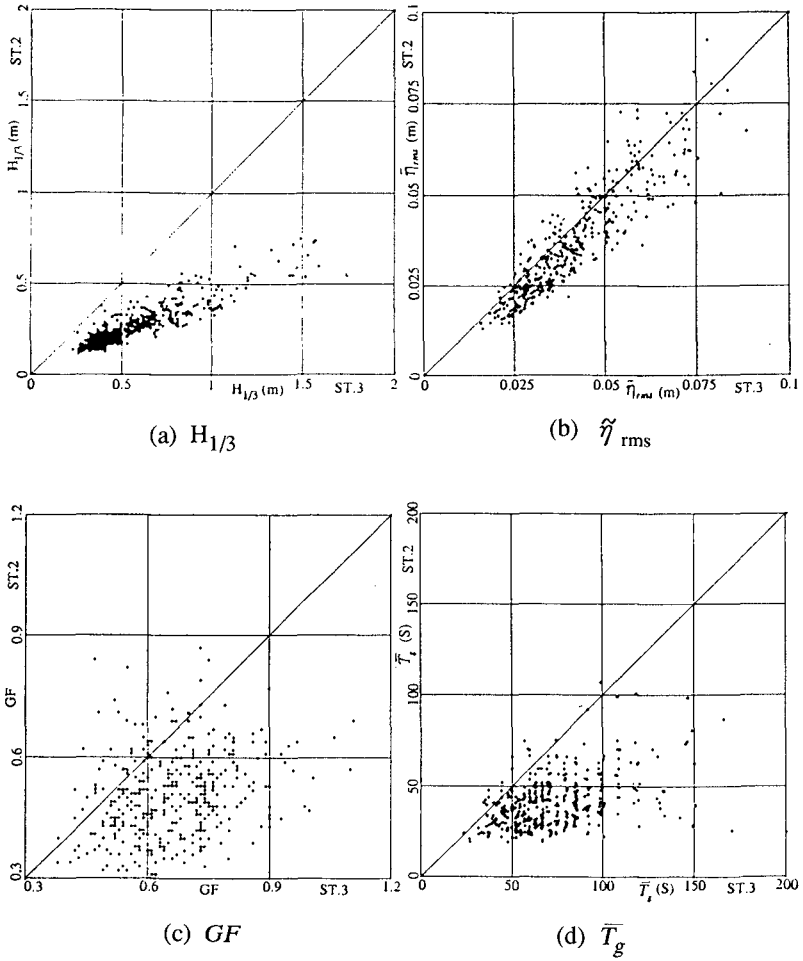 2
ST.2
1.5
H1/3 (m)
1
0.5
0
0
0.5
1
1.5
2
H1/3 (m)
ST.3
(a) H1/3
0.1
ST.2
0.075
η̃rms (m)
0.05
0.025
0
0
0.025
0.05
0.075
0.1
η̃rms (m)
ST.3
(b) η̃ rms
1.2
ST.2
0.9
GF
0.6
0.3
0.3
0.6
0.9
1.2
GF
ST.3
(c) GF
200
ST.2
150
T̄g (S)
100
50
0
0
50
100
150
200
T̄g (S)
ST.3
(d) T̄g